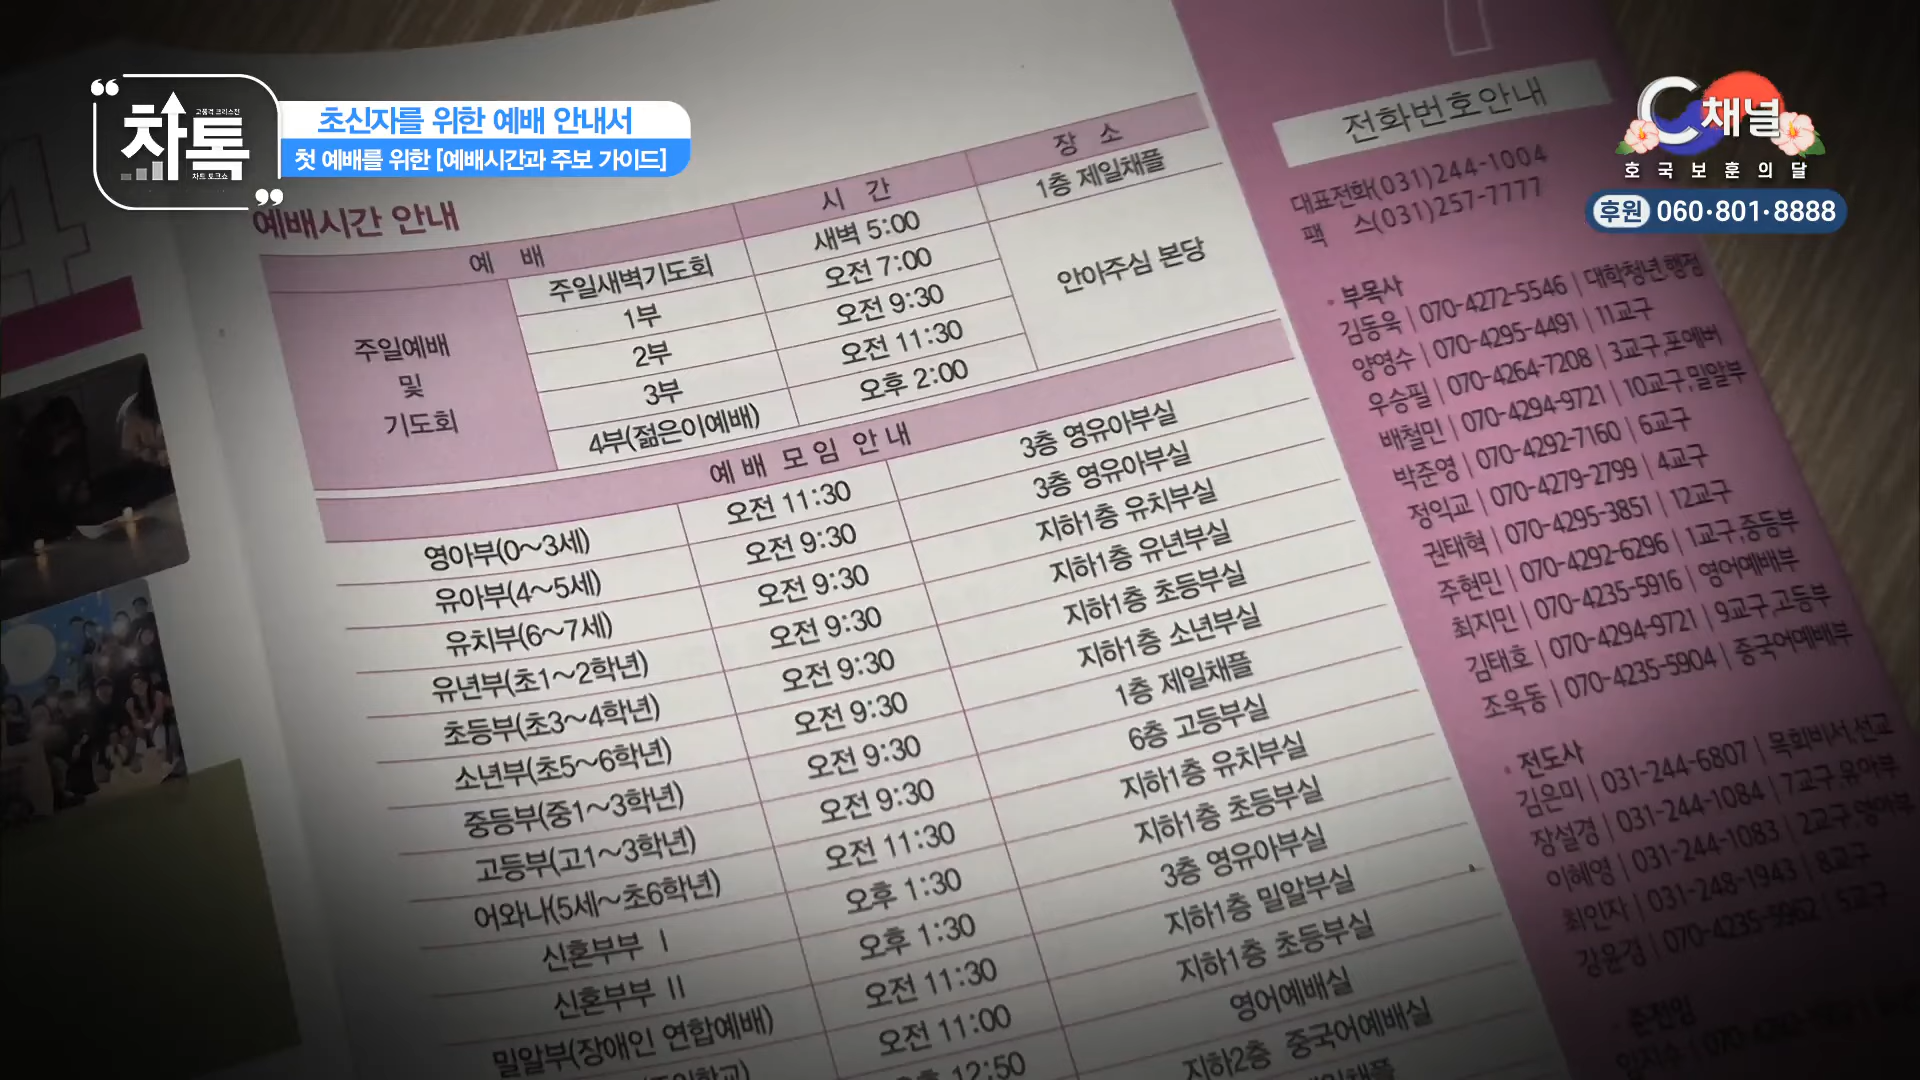 차톡
고품격 크리스천
차트 토크쇼
초신자를 위한 예배 안내서
첫 예배를 위한 [예배시간과 주보 가이드]
C채널
호국보훈의달
후원 060·801·8888
예배시간 안내
예 배 시 간 장 소
주일예배 및 기도회
주일새벽기도회 새벽 5:00 1층 제일채플
1부 오전 7:00
2부 오전 9:30
3부 오전 11:30
4부(젊은이예배) 오후 2:00
안아주심 본당
예 배 모 임 안 내
영아부(0~3세) 오전 11:30 3층 영유아부실
유아부(4~5세) 오전 9:30 3층 영유아부실
유치부(6~7세) 오전 9:30 지하1층 유치부실
유년부(초1~2학년) 오전 9:30 지하1층 유년부실
초등부(초3~4학년) 오전 9:30 지하1층 초등부실
소년부(초5~6학년) 오전 9:30 지하1층 소년부실
중등부(중1~3학년) 오전 9:30 1층 제일채플
고등부(고1~3학년) 오전 9:30 6층 고등부실
어와나(5세~초6학년) 오전 11:30 지하1층 유치부실
신혼부부 I 오후 1:30 지하1층 초등부실
신혼부부 II 오후 1:30 3층 영유아부실
밀알부(장애인 연합예배) 오전 11:30 지하1층 밀알부실
오전 11:00 지하1층 초등부실
12:50 영어예배실
지하2층 중국어예배실
전화번호안내
대표전화(031)244-1004
팩 스(031)257-7777
· 부목사
김동욱 | 070-4272-5546 | 대학청년,행정
양영수 | 070-4295-4491 | 11교구
우승필 | 070-4264-7208 | 3교구,포에버
배철민 | 070-4294-9721 | 10교구,밀알부
박준영 | 070-4292-7160 | 6교구
정익교 | 070-4279-2799 | 4교구
권태혁 | 070-4295-3851 | 12교구
주현민 | 070-4292-6296 | 1교구,중등부
최지민 | 070-4235-5916 | 영어예배부
김태호 | 070-4294-9721 | 9교구,고등부
조욱동 | 070-4235-5904 | 중국어예배부
· 전도사
김은미 | 031-244-6807 | 목회비서,선교
장설경 | 031-244-1084 | 7교구,유아부
이혜영 | 031-244-1083 | 2교구,영아부
최인자 | 031-248-1943 | 8교구
강윤경 | 070-4235-5962 | 5교구
· 준전임